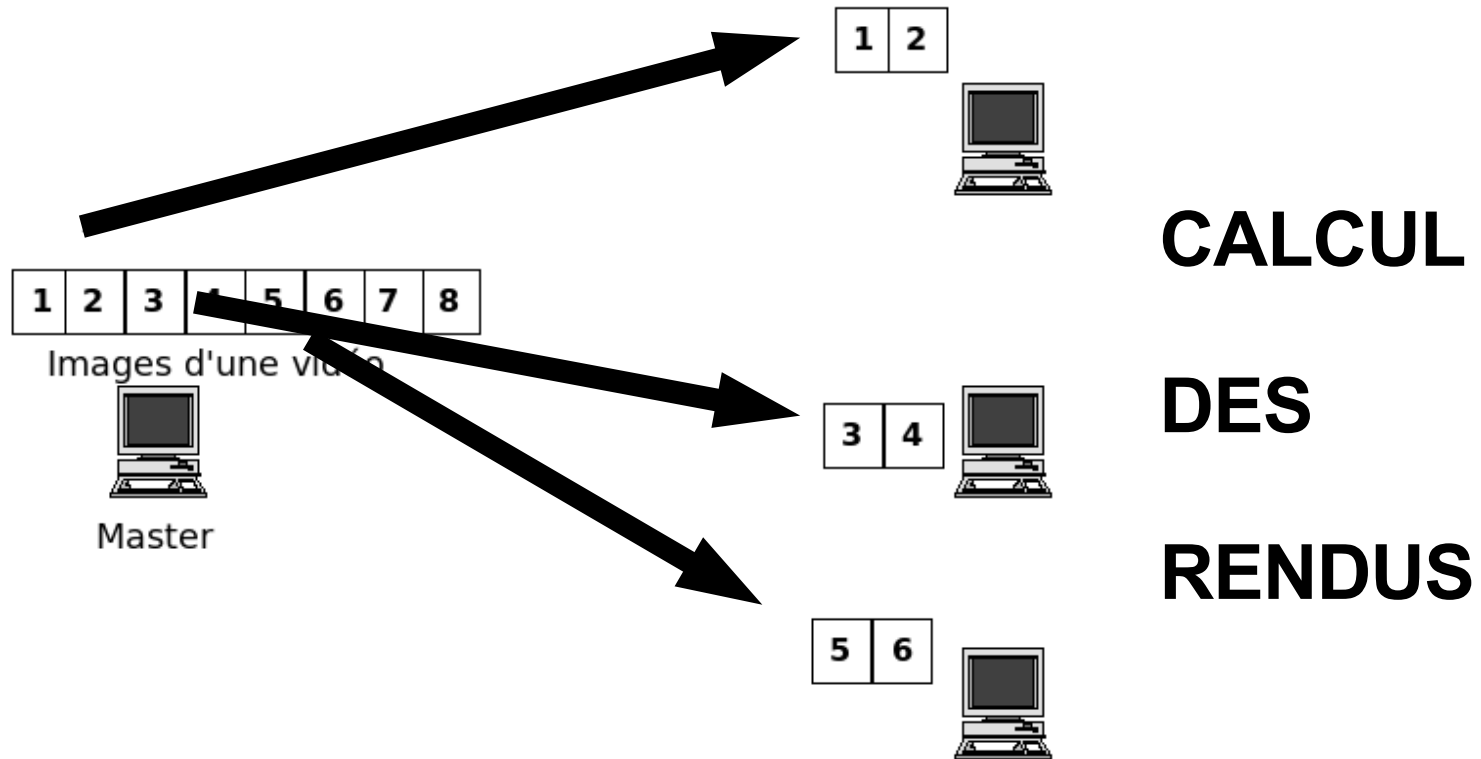 1 2
CALCUL
1 2 3 4 5 6 7 8
Images d'une vidéo
DES
3 4
Master
RENDUS
5 6